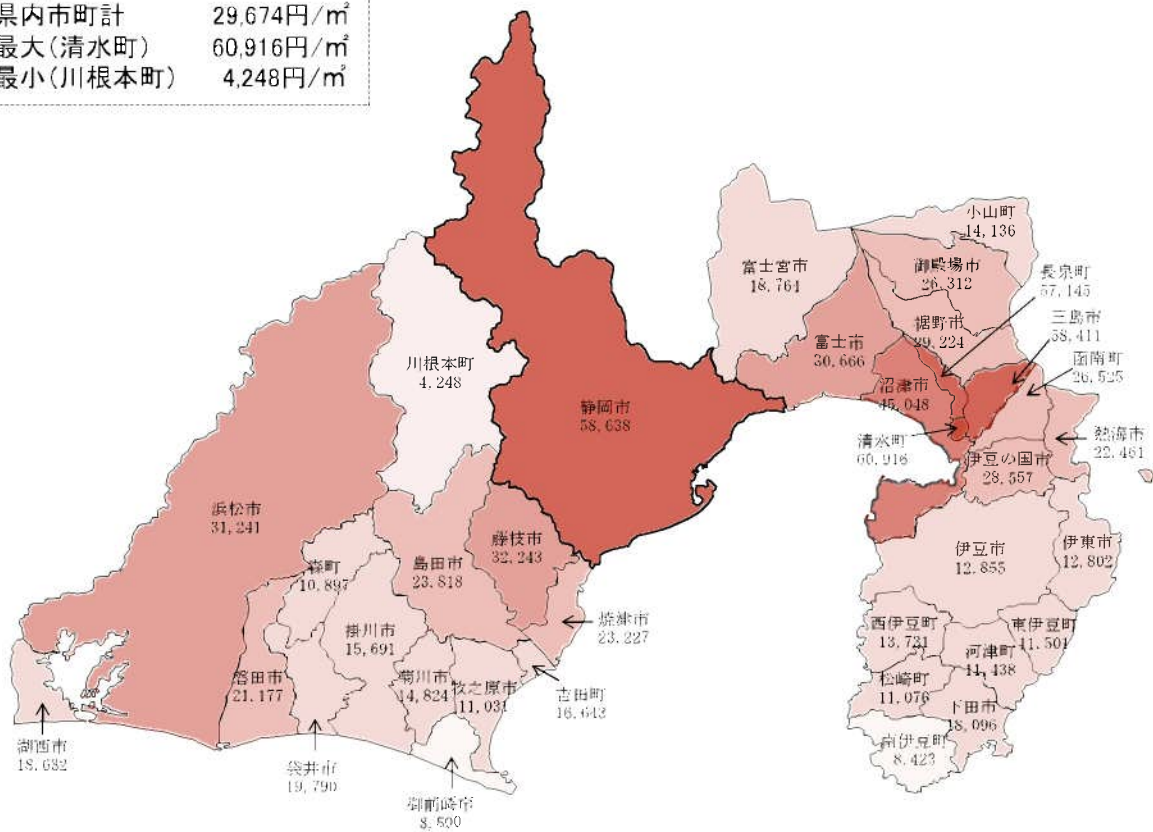 県内市町計 29,674円/㎡
最大(清水町) 60,916円/㎡
最小(川根本町) 4,248円/㎡
小山町
14,136
富士宮市
18,764
御殿場市
26,312
長泉町
57,145
裾野市
29,224
三島市
58,411
富士市
30,666
函南町
26,525
川根本町
4,248
沼津市
45,048
静岡市
58,638
清水町
60,916
熱海市
22,461
伊豆の国市
28,557
浜松市
31,241
藤枝市
32,243
伊東市
12,802
伊豆市
12,855
島田市
23,818
森町
10,897
焼津市
23,227
西伊豆町
13,731
東伊豆町
11,501
掛川市
15,691
河津町
11,438
磐田市
21,177
菊川市
14,824
牧之原市
11,031
松崎町
11,076
吉田町
16,643
下田市
18,096
湖西市
18,632
南伊豆町
8,423
袋井市
19,790
御前崎市